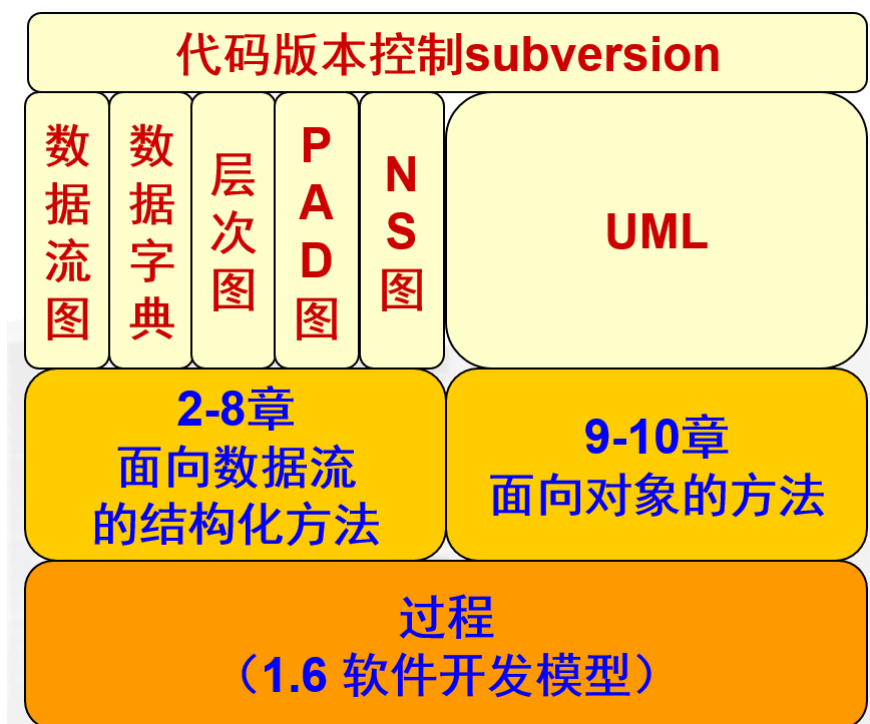 代码版本控制subversion
数据流图
数据字典
层次图
PAD图
NS图
UML
2-8章
面向数据流
的结构化方法
9-10章
面向对象的方法
过程
（1.6 软件开发模型）